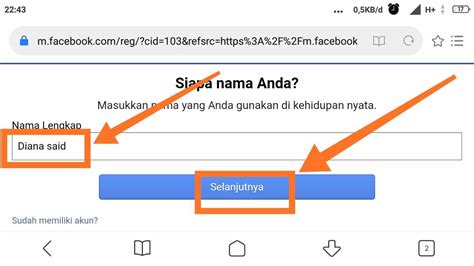 22:43 0,5KB/d H+ 17
m.facebook.com/reg/?cid=103&refsrc=https%3A%2F%2Fm.facebook
Siapa nama Anda?
Masukkan nama yang Anda gunakan di kehidupan nyata.
Nama Lengkap
Diana said
Selanjutnya
Sudah memiliki akun?
2